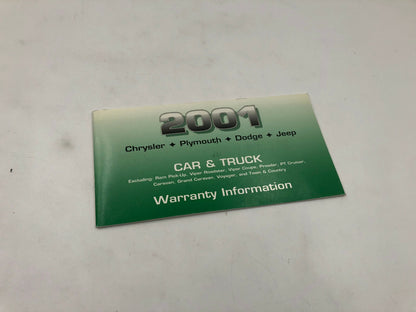 2001
Chrysler ✦ Plymouth ✦ Dodge ✦ Jeep
CAR & TRUCK
Excluding: Ram Pick-Up, Viper Roadster, Viper Coupe, Prowler, PT Cruiser,
Caravan, Grand Caravan, Voyager, and Town & Country
Warranty Information